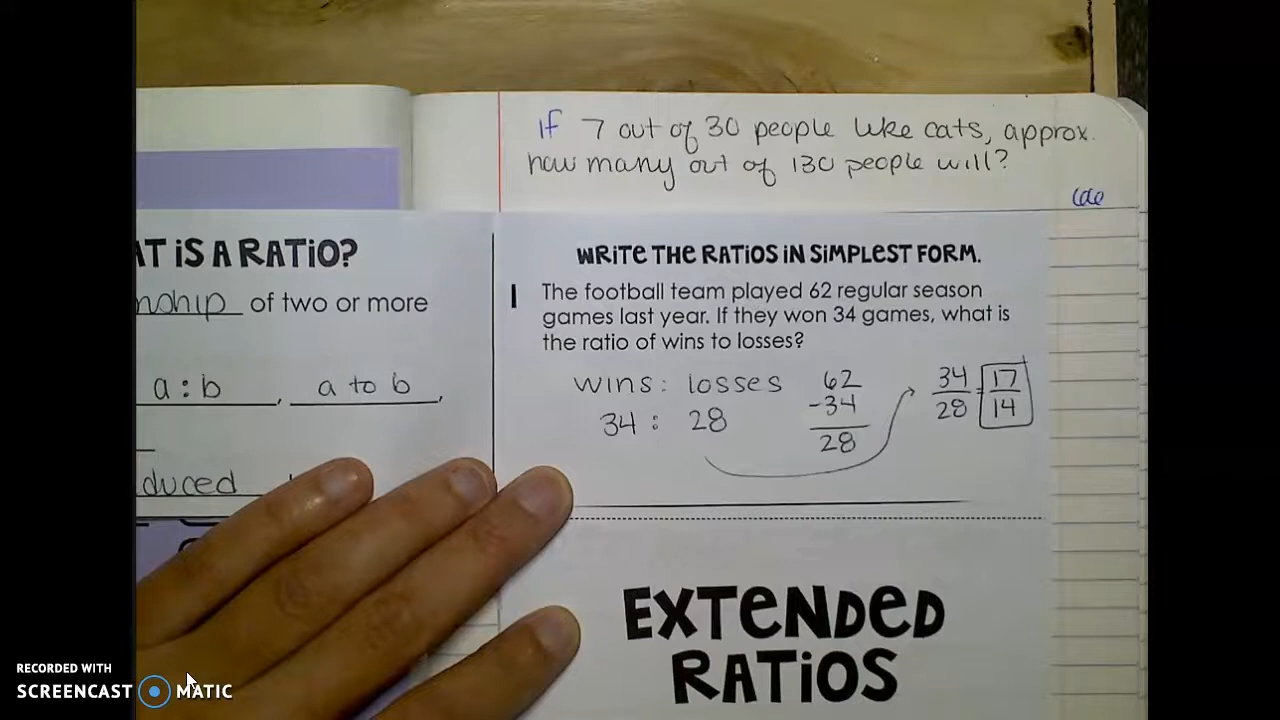 If 7 out of 30 people like cats, approx.
how many out of 130 people will?
AT iS A RATiO?
nship of two or more
a : b, a to b,
duced
WRiTE THE RATiOS iN SiMPLEST FORM.
1 The football team played 62 regular season
games last year. If they won 34 games, what is
the ratio of wins to losses?
wins : losses
34 : 28
62
-34
28
34/28 = 17/14
EXTENDED
RATiOS
RECORDED WITH
SCREENCAST MATIC